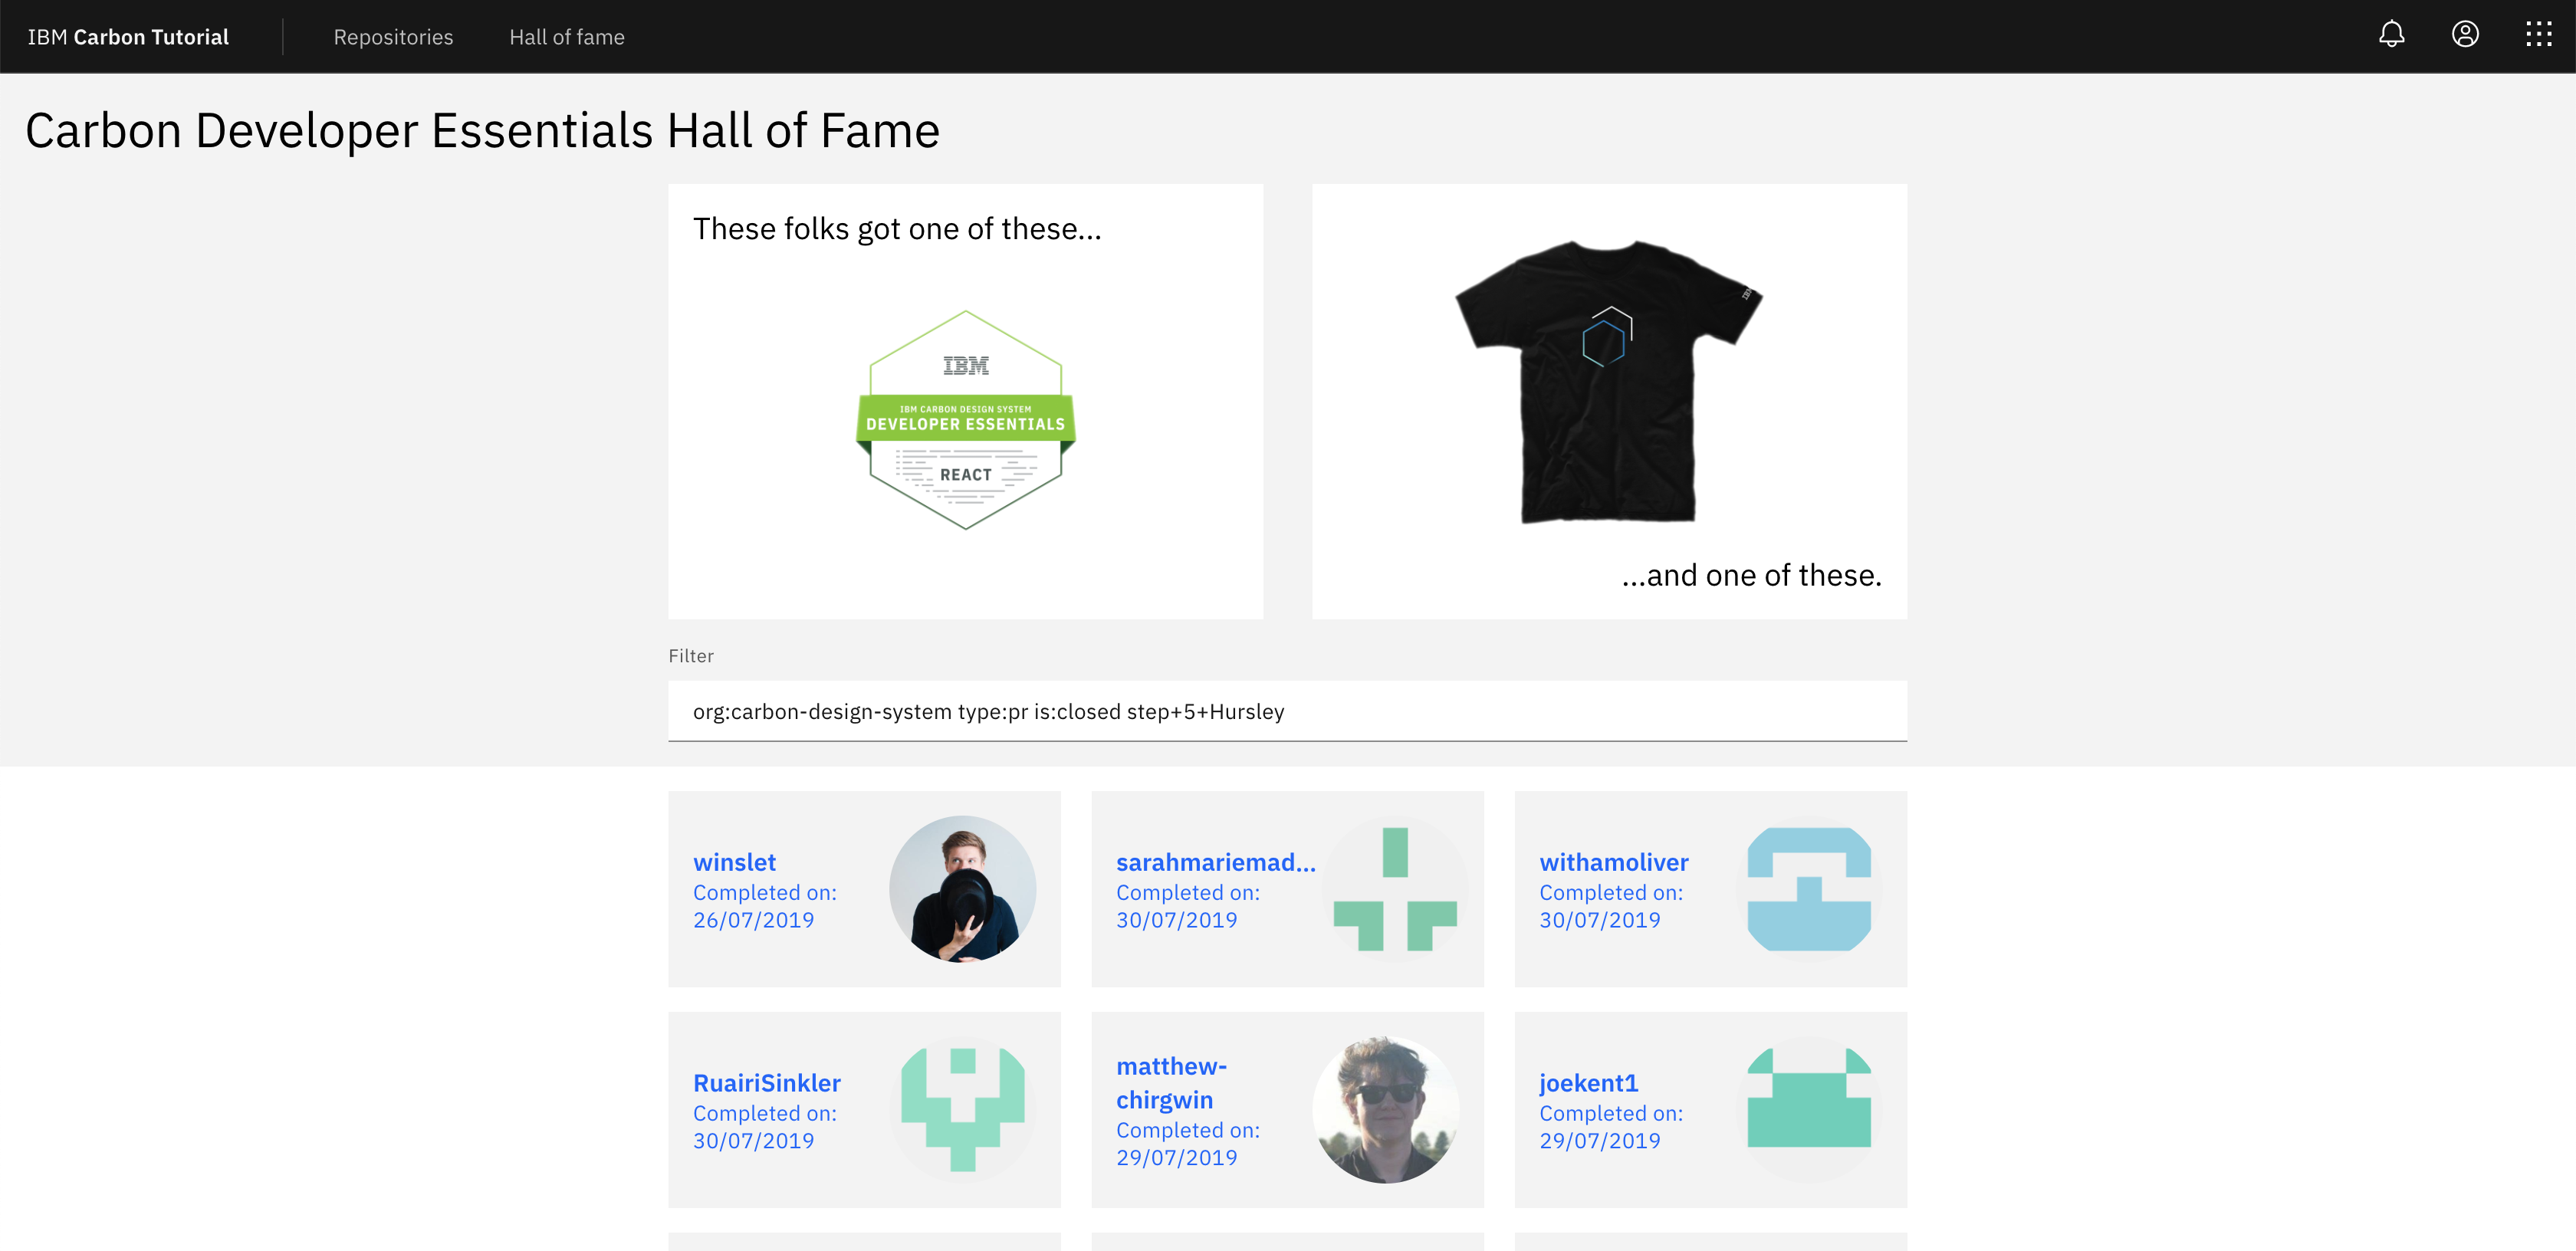 IBM Carbon Tutorial
Repositories
Hall of fame
Carbon Developer Essentials Hall of Fame
These folks got one of these...
IBM
IBM CARBON DESIGN SYSTEM
DEVELOPER ESSENTIALS
REACT
IBM
...and one of these.
Filter
org:carbon-design-system type:pr is:closed step+5+Hursley
winslet
Completed on:
26/07/2019
sarahmariemad...
Completed on:
30/07/2019
withamoliver
Completed on:
30/07/2019
RuairiSinkler
Completed on:
30/07/2019
matthew-
chirgwin
Completed on:
29/07/2019
joekent1
Completed on:
29/07/2019